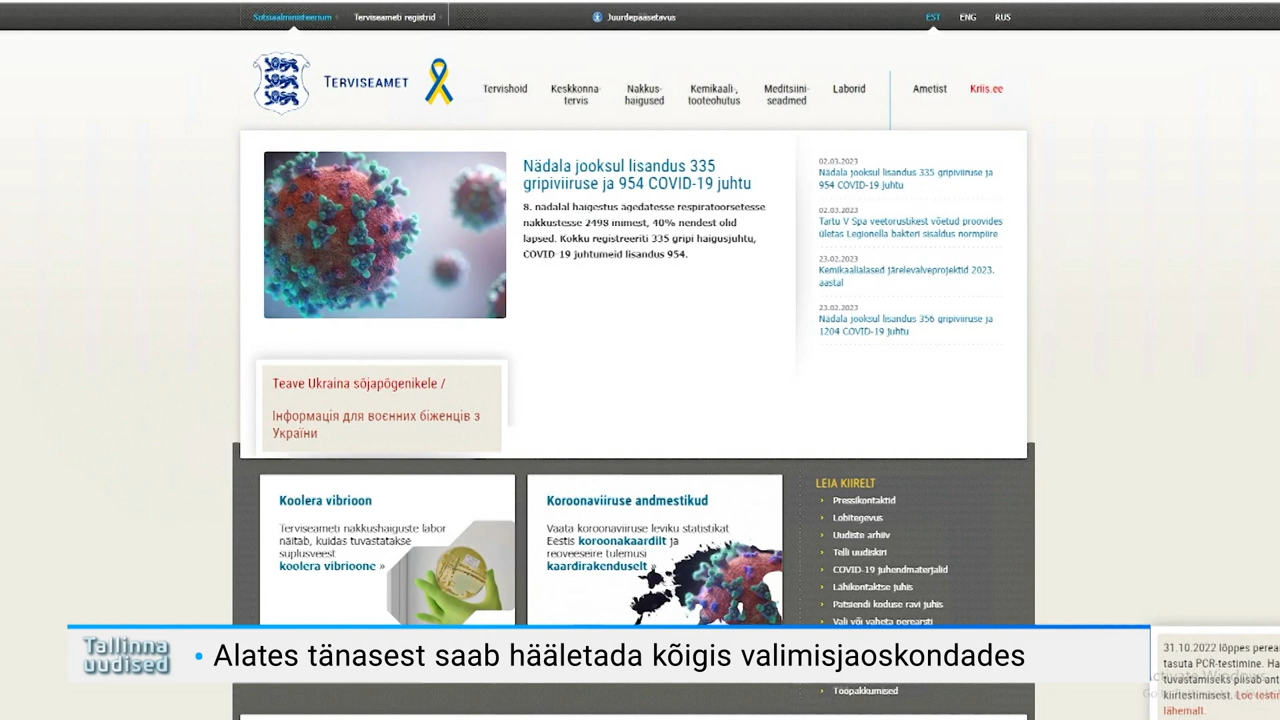 Sotsiaalministeerium
Terviseameti registrid
Juurdepääsetavus
EST
ENG
RUS
TERVISEAMET
Tervishoid
Keskkonna-
tervis
Nakkus-
haigused
Kemikaali-,
tooteohutus
Meditsiini-
seadmed
Laborid
Ametist
Kriis.ee
Nädala jooksul lisandus 335
gripiviiruse ja 954 COVID-19 juhtu
8. nädalal haigestus ägedatesse respiratoorsetesse
nakkustesse 2498 inimest, 40% nendest olid
lapsed. Kokku registreeriti 335 gripi haigusjuhtu,
COVID-19 juhtumeid lisandus 954.
02.03.2023
Nädala jooksul lisandus 335 gripiviiruse ja
954 COVID-19 juhtu
02.03.2023
Tartu V Spa veetorustikest võetud proovides
ületas Legionella bakteri sisaldus normpiire
23.02.2023
Kemikaalialased järelevalveprojektid 2023.
aastal
23.02.2023
Nädala jooksul lisandus 356 gripiviiruse ja
1204 COVID-19 juhtu
Teave Ukraina sõjapõgenikele /
Інформація для воєнних біженців з
України
Koolera vibrioon
Terviseameti nakkushaiguste labor
näitab, kuidas tuvastatakse
suplusveest
koolera vibrioone »
Koroonaviiruse andmestikud
Vaata koroonaviiruse leviku statistikat
Eestis koroonakaardilt ja
reoveeseire tulemusi
kaardirakenduselt »
LEIA KIIRELT
Pressikontaktid
Lobitegevus
Uudiste arhiiv
Telli uudiskiri
COVID-19 juhendmaterjalid
Lähikontaktse juhis
Patsiendi koduse ravi juhis
Vali või vaheta perearsti
Tööpakkumised
Tallinna
uudised
• Alates tänasest saab hääletada kõigis valimisjaoskondades
31.10.2022 lõppes perear
tasuta PCR-testimine. Ha
tuvastamiseks piisab ant
kiirtestimisest. Loe testim
lähemalt.